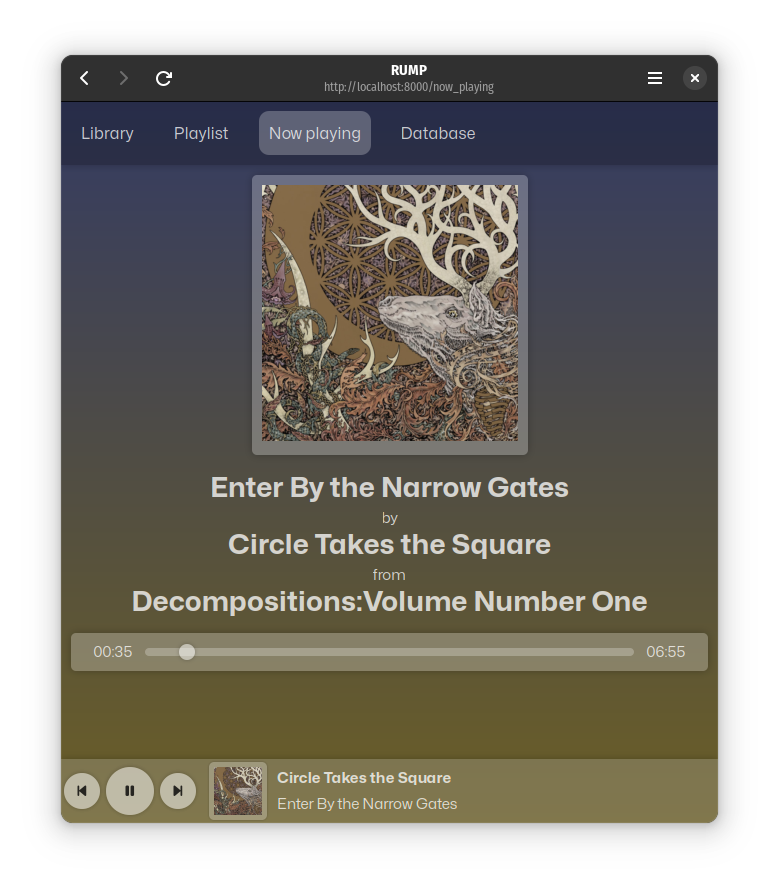 RUMP
http://localhost:8000/now_playing
Library Playlist Now playing Database
Enter By the Narrow Gates
by
Circle Takes the Square
from
Decompositions:Volume Number One
00:35 06:55
Circle Takes the Square
Enter By the Narrow Gates